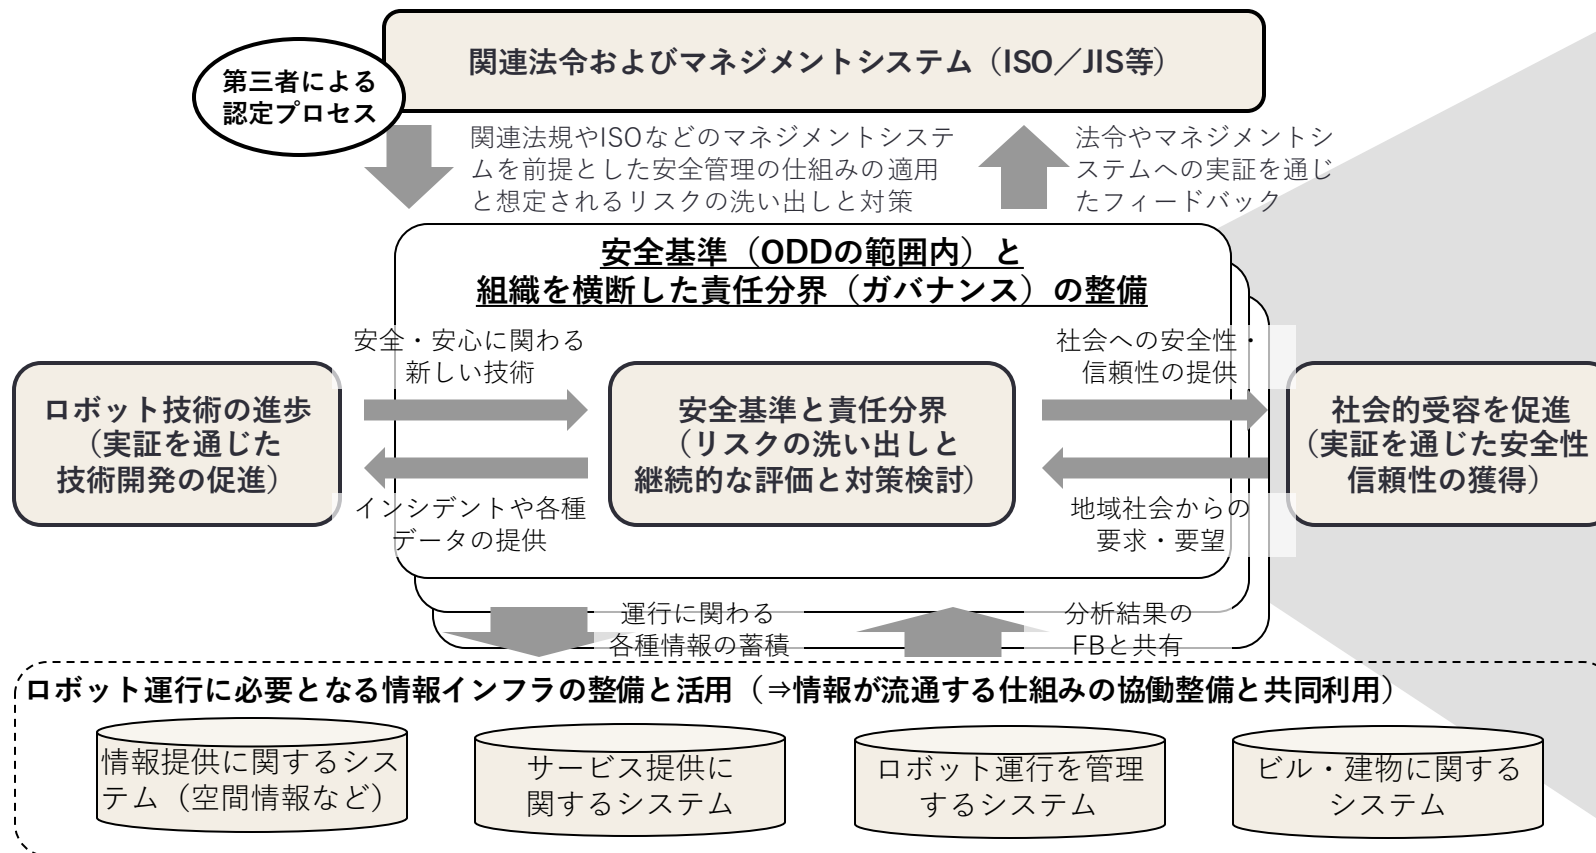 関連法令およびマネジメントシステム（ISO／JIS等）
第三者による
認定プロセス
関連法規やISOなどのマネジメントシステ
ムを前提とした安全管理の仕組みの適用
と想定されるリスクの洗い出しと対策
法令やマネジメントシ
ステムへの実証を通じ
たフィードバック
安全基準（ODDの範囲内）と
組織を横断した責任分界（ガバナンス）の整備
安全・安心に関わる
新しい技術
社会への安全性・
信頼性の提供
ロボット技術の進歩
（実証を通じた
技術開発の促進）
安全基準と責任分界
（リスクの洗い出しと
継続的な評価と対策検討）
社会的受容を促進
（実証を通じた安全性
信頼性の獲得）
インシデントや各種
データの提供
地域社会からの
要求・要望
運行に関わる
各種情報の蓄積
分析結果の
FBと共有
ロボット運行に必要となる情報インフラの整備と活用（⇒情報が流通する仕組みの協働整備と共同利用）
情報提供に関するシス
テム（空間情報など）
サービス提供に
関するシステム
ロボット運行を管理
するシステム
ビル・建物に関する
システム